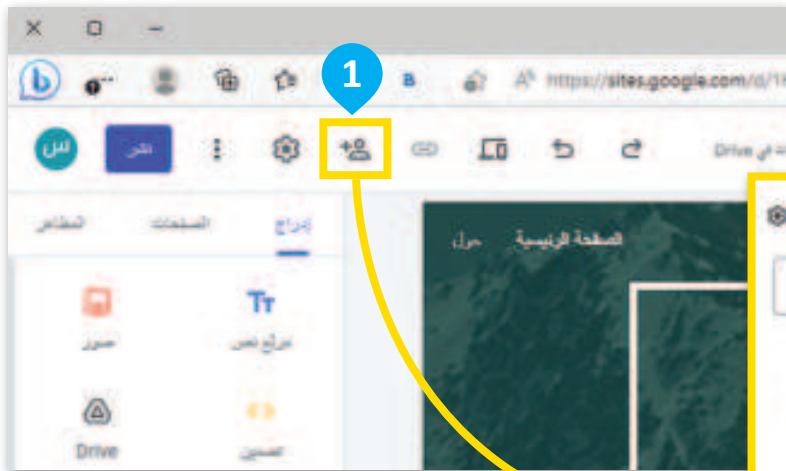 1
https://sites.google.com/d/1
Drive
س
نشر
إدراج
الصفحات
المظاهر
الصفحة الرئيسية
حول
TT
مربع نص
صور
تضمين
Drive